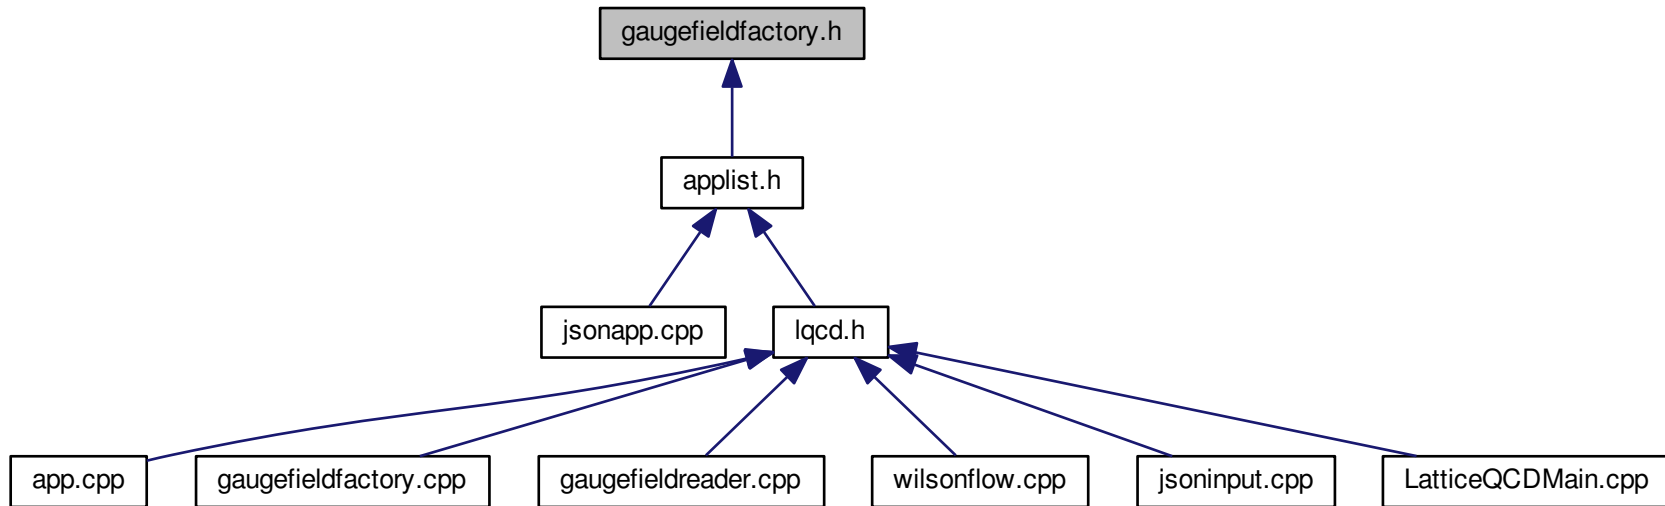 gaugefieldfactory.h
applist.h
jsonapp.cpp
lqcd.h
app.cpp
gaugefieldfactory.cpp
gaugefieldreader.cpp
wilsonflow.cpp
jsoninput.cpp
LatticeQCDMain.cpp